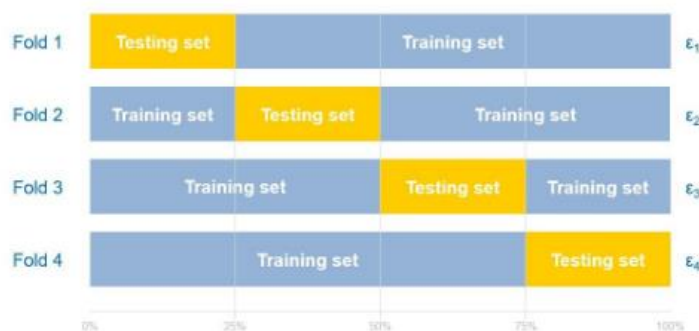 Fold 1 Testing set Training set ε1
Fold 2 Training set Testing set Training set ε2
Fold 3 Training set Testing set Training set ε3
Fold 4 Training set Testing set ε4
0% 25% 50% 75% 100%